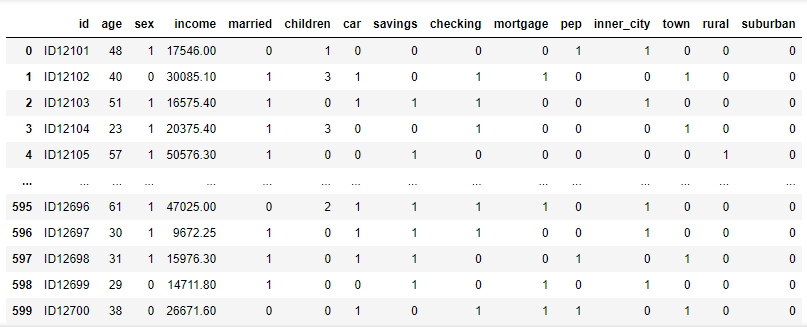 id age sex income married children car savings checking mortgage pep inner_city town rural suburban
0 ID12101 48 1 17546.00 0 1 0 0 0 0 1 1 0 0 0
1 ID12102 40 0 30085.10 1 3 1 0 1 1 0 0 1 0 0
2 ID12103 51 1 16575.40 1 0 1 1 1 0 0 1 0 0 0
3 ID12104 23 1 20375.40 1 3 0 0 1 0 0 0 1 0 0
4 ID12105 57 1 50576.30 1 0 0 1 0 0 0 0 0 1 0
... ... ... ... ... ... ... ... ... ... ... ... ... ... ... ...
595 ID12696 61 1 47025.00 0 2 1 1 1 1 0 1 0 0 0
596 ID12697 30 1 9672.25 1 0 1 1 1 0 0 1 0 0 0
597 ID12698 31 1 15976.30 1 0 1 1 0 0 1 0 1 0 0
598 ID12699 29 0 14711.80 1 0 0 1 0 1 0 1 0 0 0
599 ID12700 38 0 26671.60 0 0 1 0 1 1 1 0 1 0 0